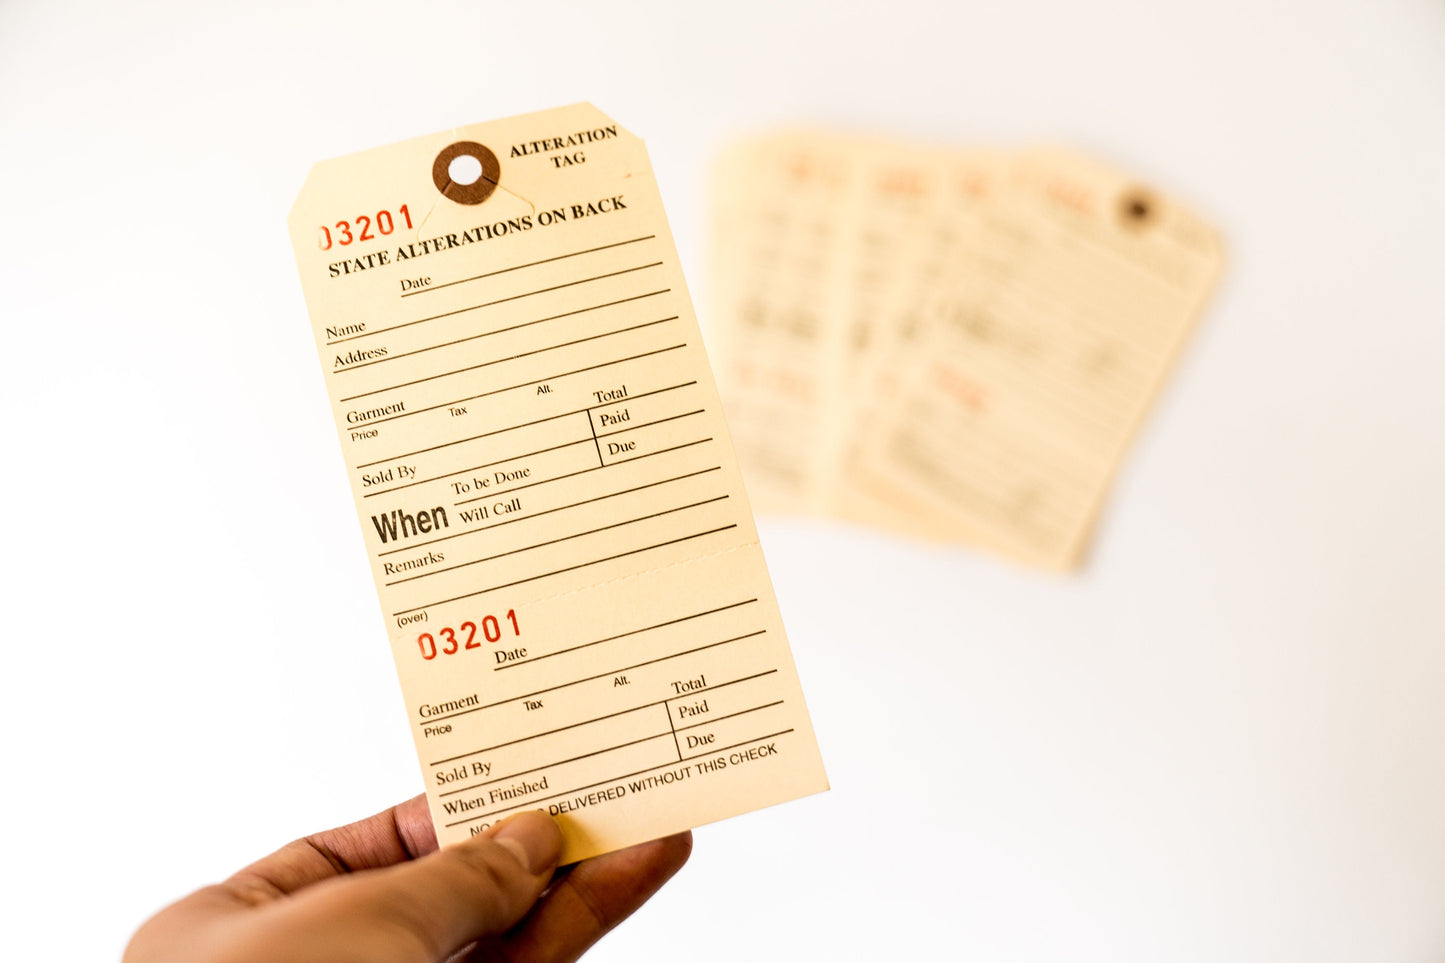 ALTERATION
TAG
03201
STATE ALTERATIONS ON BACK
Date
Name
Address
Garment
Price Tax Alt. Total
Paid
Sold By Due
When To be Done
Will Call
Remarks
(over)
03201
Date
Garment
Price Tax Alt. Total
Paid
Sold By Due
When Finished
DELIVERED WITHOUT THIS CHECK